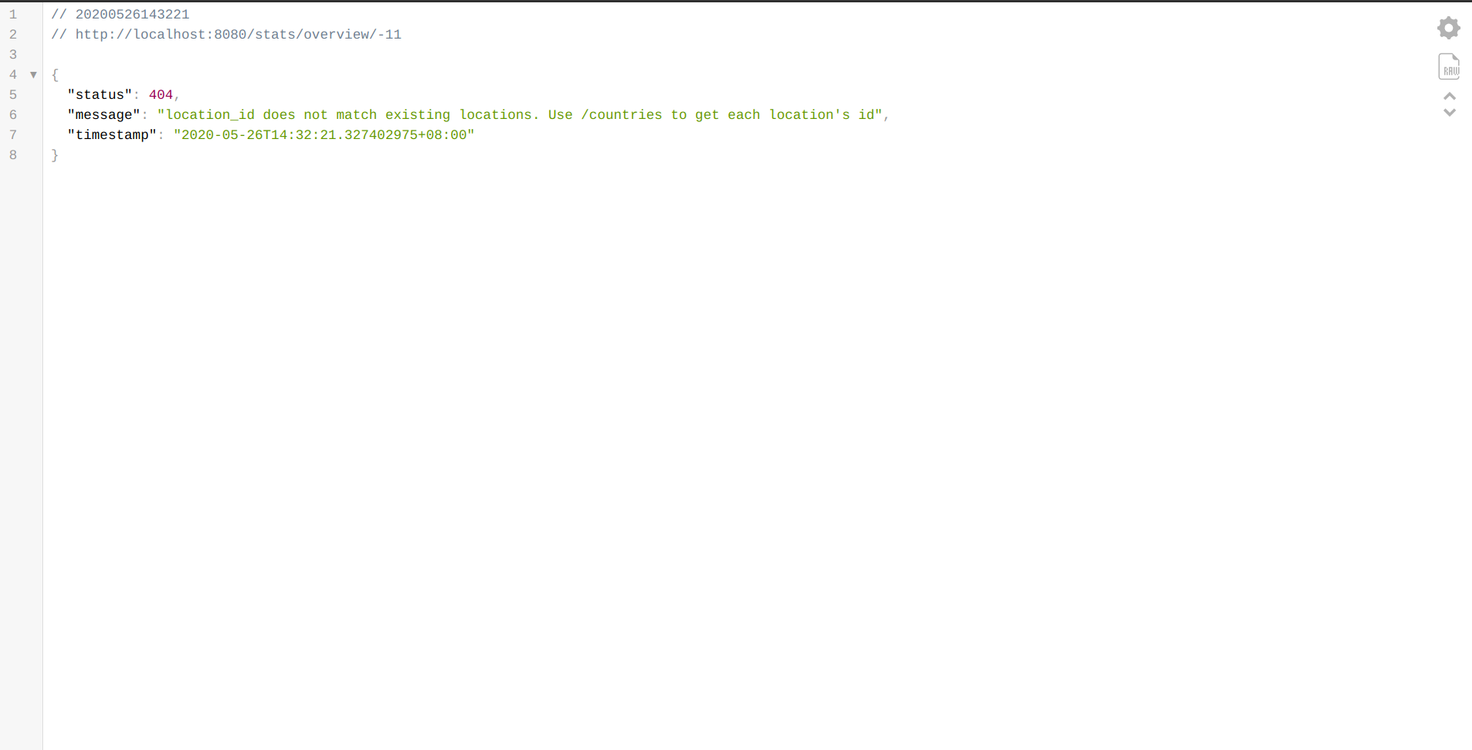 1 // 20200526143221
2 // http://localhost:8080/stats/overview/-11
3
4 ▼ {
5 "status": 404,
6 "message": "location_id does not match existing locations. Use /countries to get each location's id",
7 "timestamp": "2020-05-26T14:32:21.327402975+08:00"
8 }
RAW